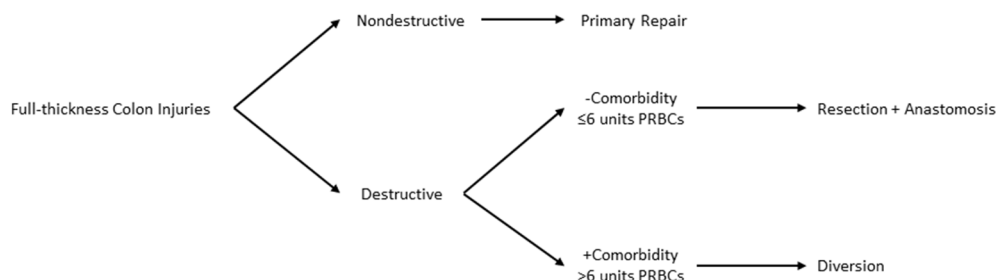 Nondestructive
Primary Repair
Full-thickness Colon Injuries
-Comorbidity
≤6 units PRBCs
Resection + Anastomosis
Destructive
+Comorbidity
>6 units PRBCs
Diversion